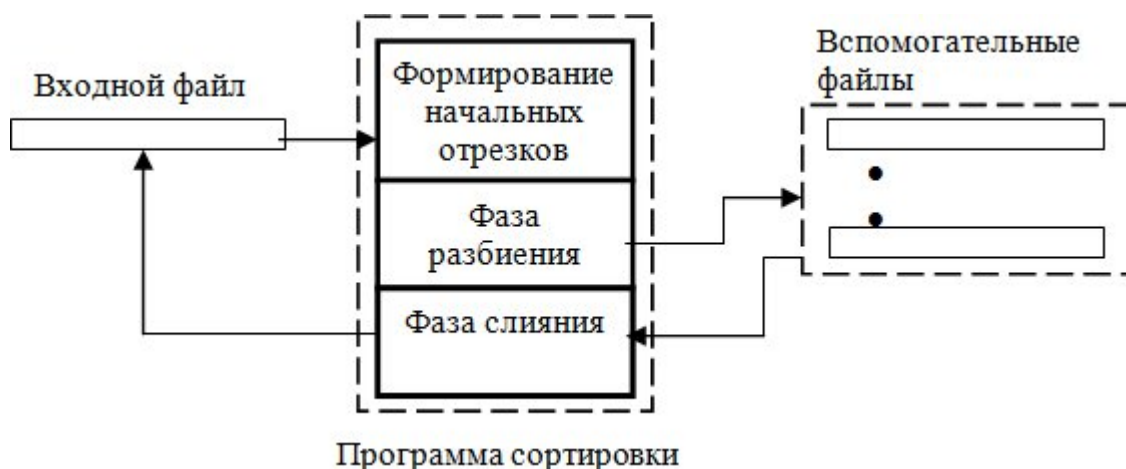 Входной файл
Формирование
начальных
отрезков
Фаза
разбиения
Фаза слияния
Вспомогательные
файлы
Программа сортировки